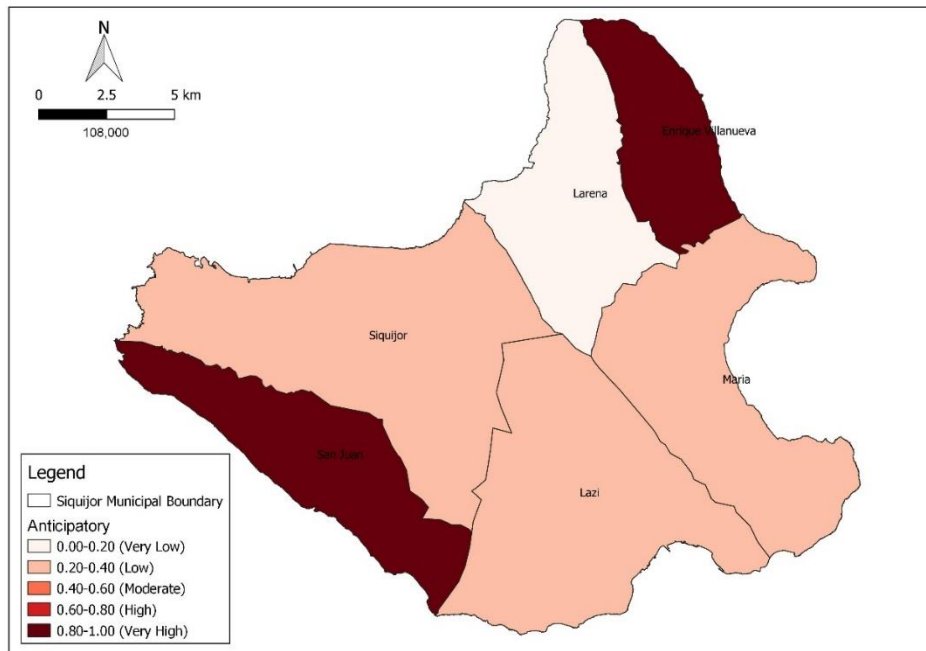 N
0 2.5 5 km
108,000
Enrique Villanueva
Larena
Siquijor
Maria
San Juan
Lazi
Legend
Siquijor Municipal Boundary
Anticipatory
0.00-0.20 (Very Low)
0.20-0.40 (Low)
0.40-0.60 (Moderate)
0.60-0.80 (High)
0.80-1.00 (Very High)